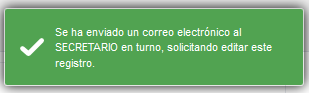 Se ha enviado un correo electrónico al
SECRETARIO en turno, solicitando editar este
registro.